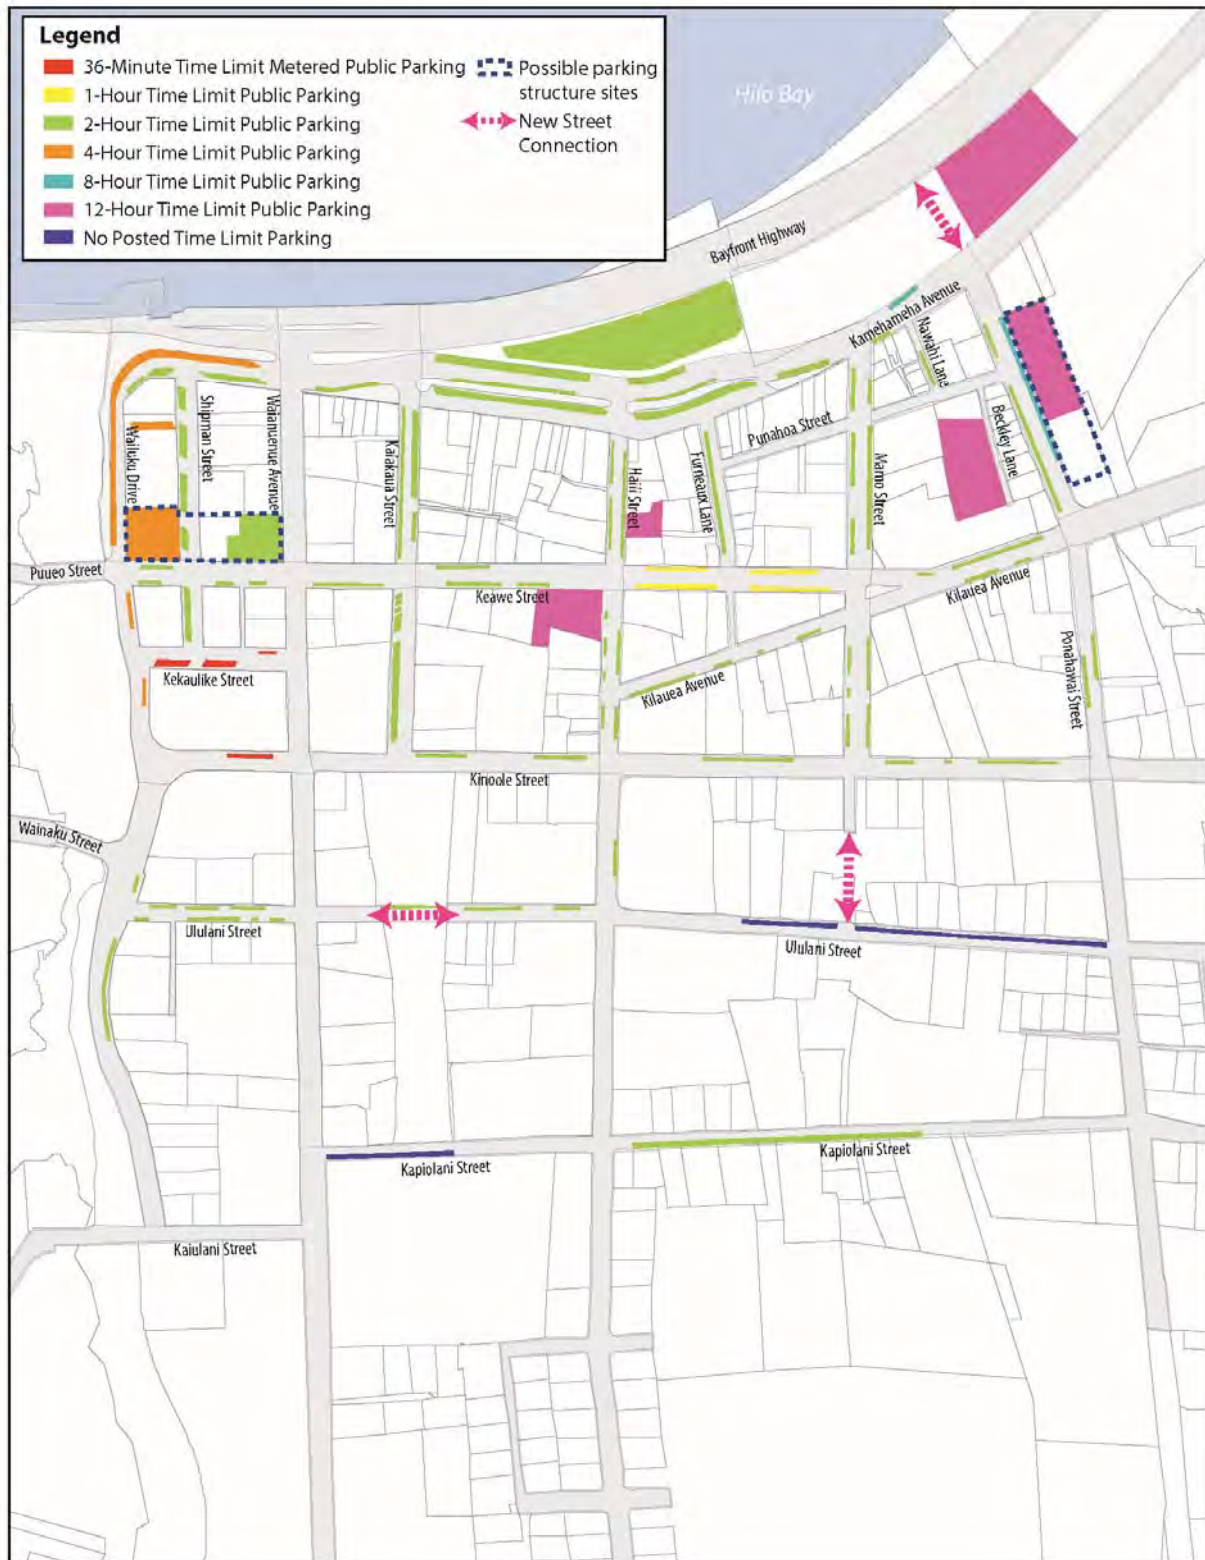 Legend
36-Minute Time Limit Metered Public Parking
1-Hour Time Limit Public Parking
2-Hour Time Limit Public Parking
4-Hour Time Limit Public Parking
8-Hour Time Limit Public Parking
12-Hour Time Limit Public Parking
No Posted Time Limit Parking
Possible parking
structure sites
New Street
Connection
Hilo Bay
Bayfront Highway
Kamehameha Avenue
Nawahi Lane
Punahoa Street
Beckley Lane
Wailuku Drive
Shipman Street
Waianuenue Avenue
Kalakaua Street
Haili Street
Furneaux Lane
Mamo Street
Puueo Street
Keawe Street
Kilauea Avenue
Ponahawai Street
Kekaulike Street
Kilauea Avenue
Kinoole Street
Wainaku Street
Ululani Street
Ululani Street
Kapiolani Street
Kapiolani Street
Kaiulani Street